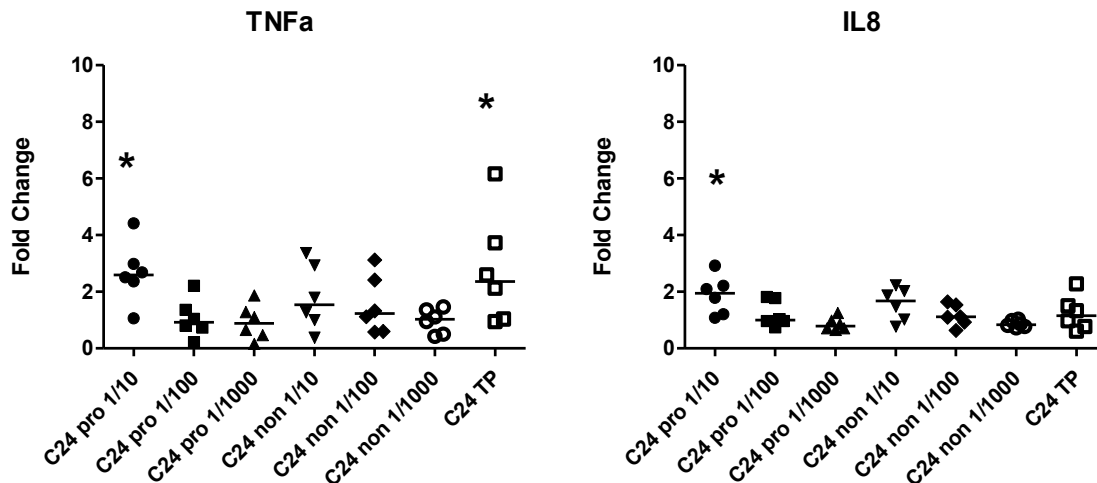 TNFa
10
8
6
4
2
0
Fold Change
*
*
C24 pro 1/10
C24 pro 1/100
C24 pro 1/1000
C24 non 1/10
C24 non 1/100
C24 non 1/1000
C24 TP
IL8
10
8
6
4
2
0
Fold Change
*
C24 pro 1/10
C24 pro 1/100
C24 pro 1/1000
C24 non 1/10
C24 non 1/100
C24 non 1/1000
C24 TP